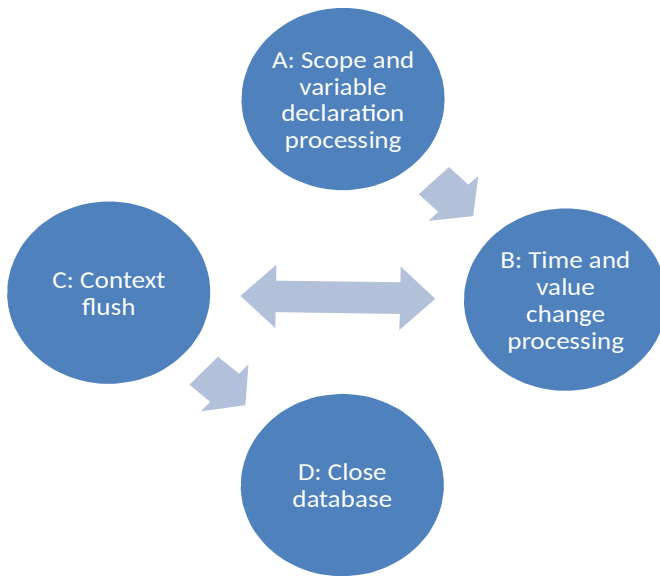 A: Scope and
variable
declaration
processing
C: Context
flush
B: Time and
value
change
processing
D: Close
database